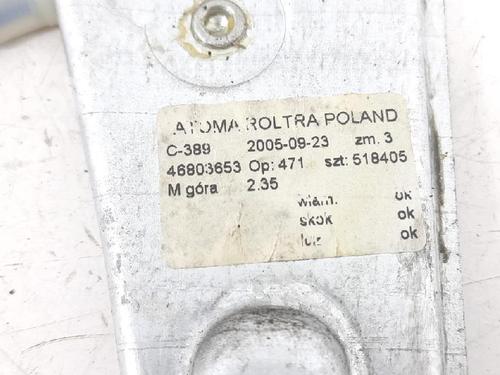 ATOMA ROLTRA POLAND
C-389 2005-09-23 zm. 3
46803653 Op: 471 szt: 518405
M góra 2.35
ok
skok ok
luz ok